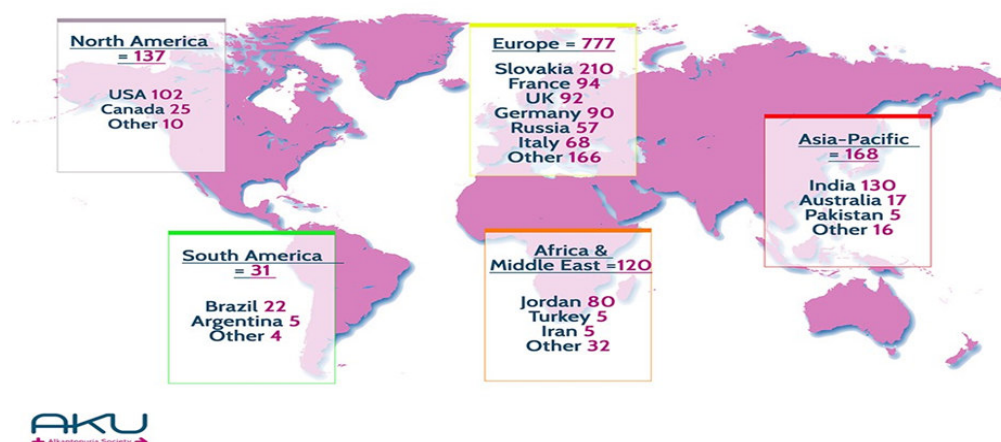 North America
= 137
USA 102
Canada 25
Other 10
Europe = 777
Slovakia 210
France 94
UK 92
Germany 90
Russia 57
Italy 68
Other 166
Asia-Pacific
= 168
India 130
Australia 17
Pakistan 5
Other 16
South America
= 31
Brazil 22
Argentina 5
Other 4
Africa &
Middle East =120
Jordan 80
Turkey 5
Iran 5
Other 32
AKU
Alkaptonuria Society